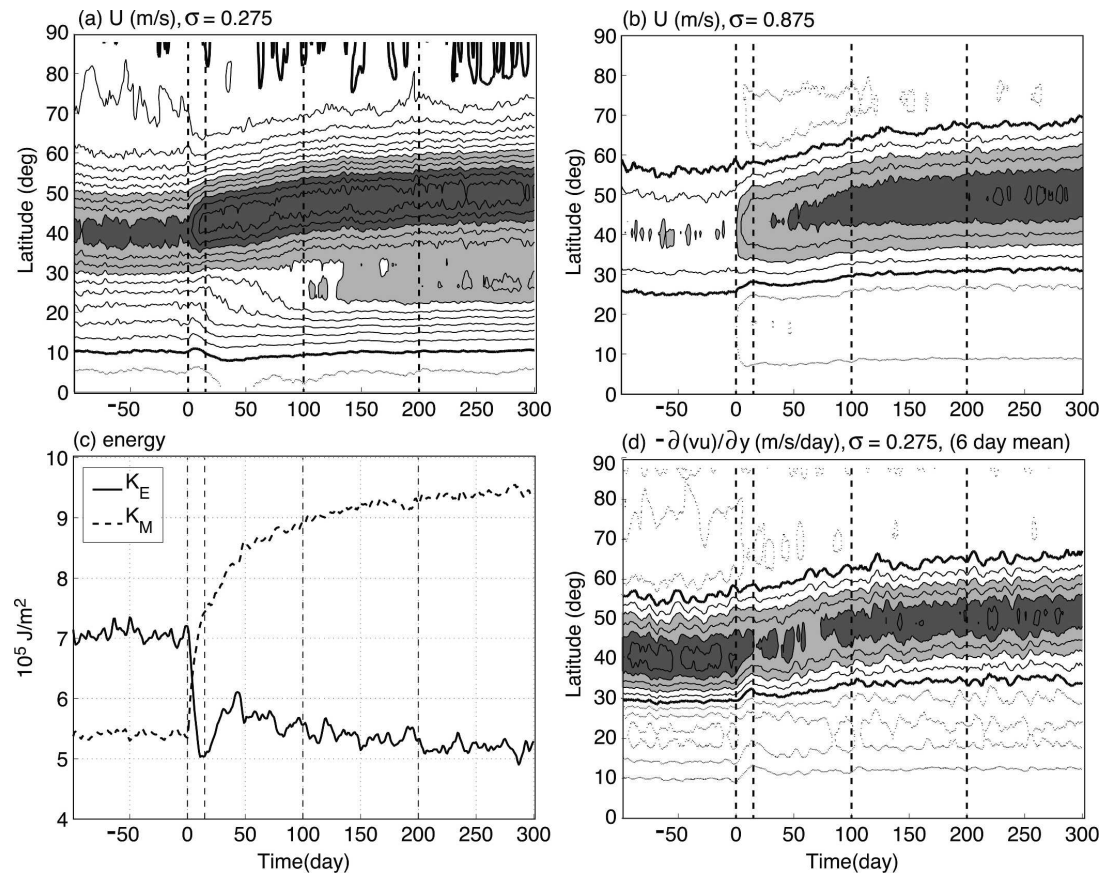 (a) U (m/s), σ = 0.275
Latitude (deg)
90
80
70
60
50
40
30
20
10
0
-50 0 50 100 150 200 250 300
(b) U (m/s), σ = 0.875
Latitude (deg)
90
80
70
60
50
40
30
20
10
0
-50 0 50 100 150 200 250 300
(c) energy
10^5 J/m^2
10
9
8
7
6
5
4
K_E
K_M
-50 0 50 100 150 200 250 300
Time(day)
(d) -∂(vu)/∂y (m/s/day), σ = 0.275, (6 day mean)
Latitude (deg)
90
80
70
60
50
40
30
20
10
0
-50 0 50 100 150 200 250 300
Time(day)